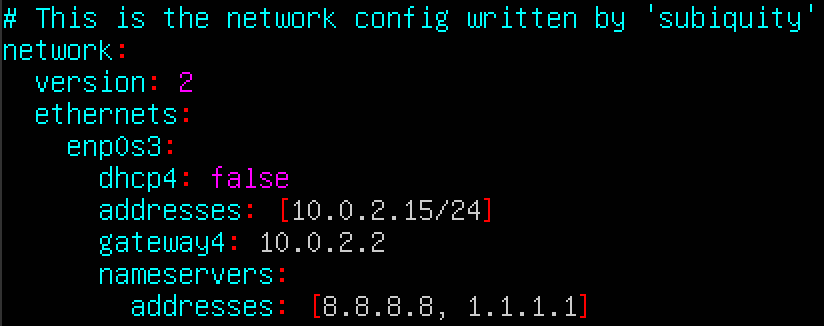 # This is the network config written by 'subiquity'
network:
  version: 2
  ethernets:
    enp0s3:
      dhcp4: false
      addresses: [10.0.2.15/24]
      gateway4: 10.0.2.2
      nameservers:
        addresses: [8.8.8.8, 1.1.1.1]